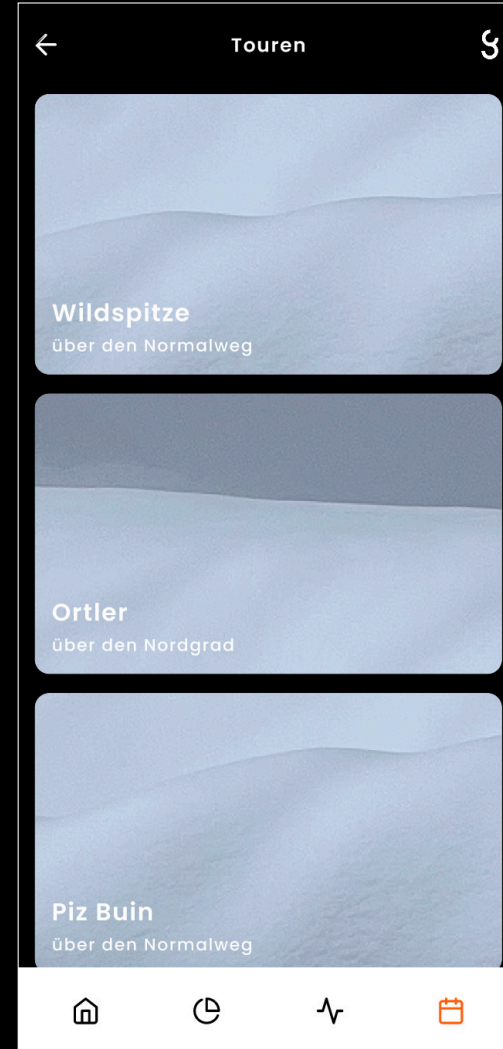 Touren
Wildspitze
über den Normalweg
Ortler
über den Nordgrad
Piz Buin
über den Normalweg